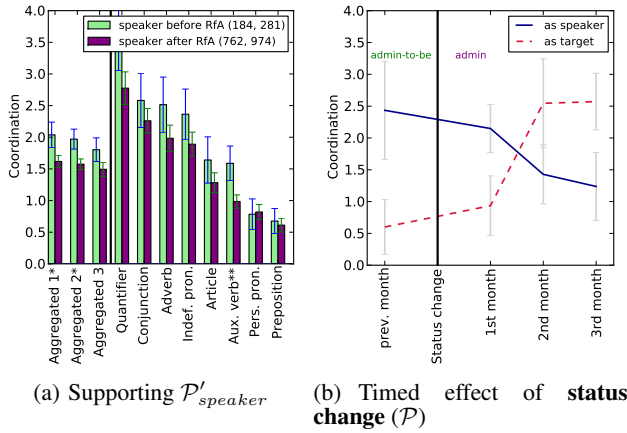 speaker before RfA (184, 281)
speaker after RfA (762, 974)
Coordination
4.0
3.5
3.0
2.5
2.0
1.5
1.0
0.5
0.0
Aggregated 1*
Aggregated 2*
Aggregated 3
Quantifier
Conjunction
Adverb
Indef. pron.
Article
Aux. verb**
Pers. pron.
Preposition
(a) Supporting P′speaker
as speaker
as target
admin-to-be
admin
Coordination
4.0
3.5
3.0
2.5
2.0
1.5
1.0
0.5
0.0
prev. month
Status change
1st month
2nd month
3rd month
(b) Timed effect of status
change (P)